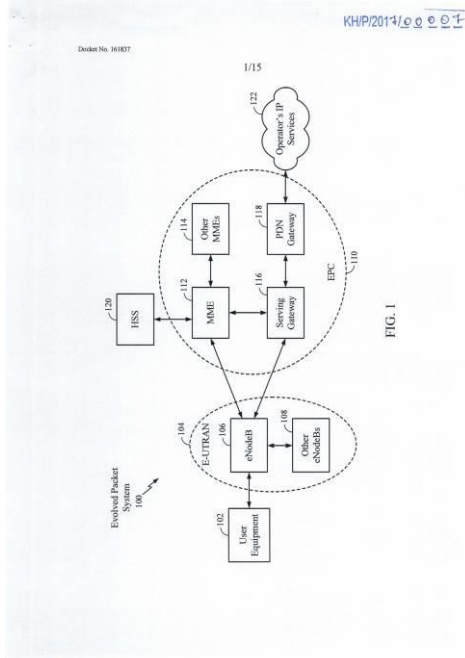 KH/P/2017/00007
Docket No. 161837
1/15
Evolved Packet
System
100
102
User
Equipment
104
E-UTRAN
106
eNodeB
108
Other
eNodeBs
120
HSS
112
MME
114
Other
MMEs
116
Serving
Gateway
118
PDN
Gateway
EPC
110
122
Operator's IP
Services
FIG. 1